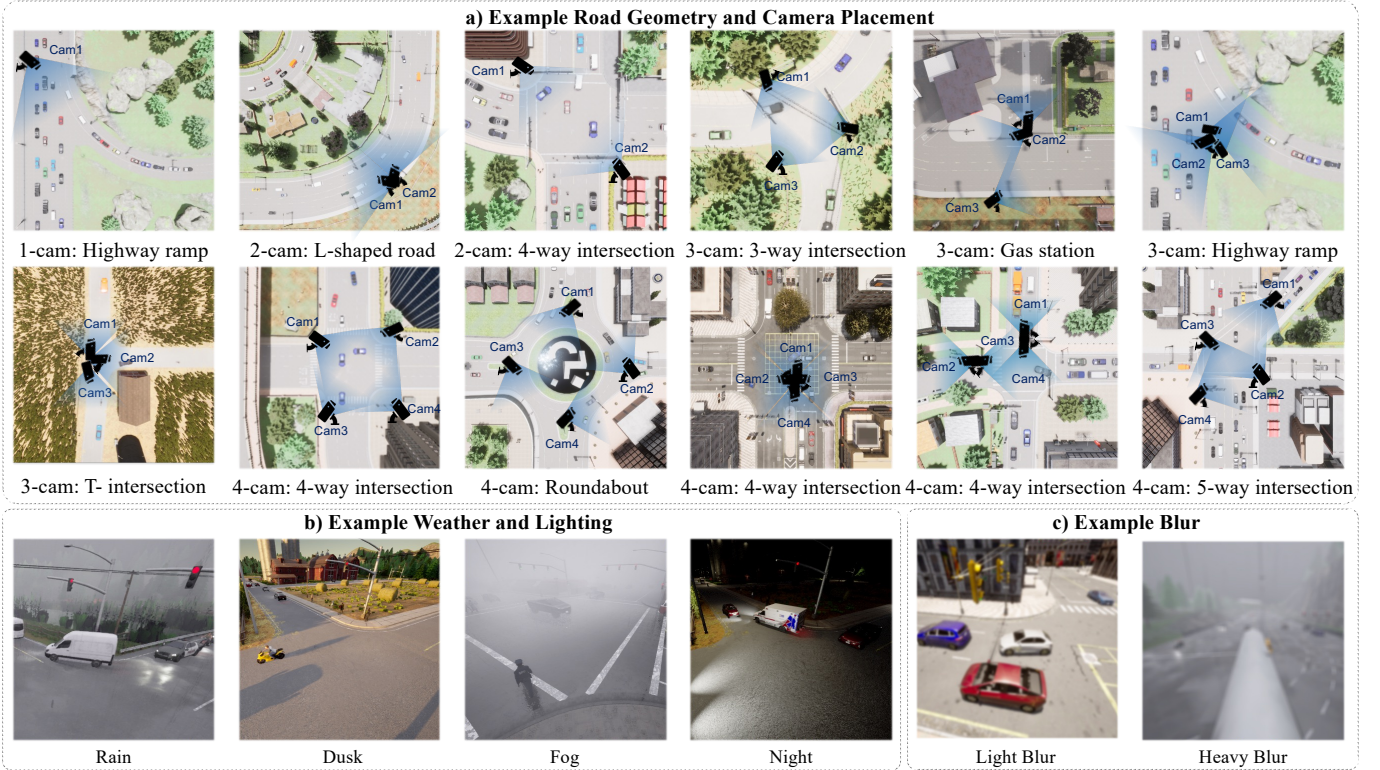 a) Example Road Geometry and Camera Placement
Cam1
Cam2
Cam1
Cam1
Cam2
Cam1
Cam2
Cam3
Cam1
Cam2
Cam3
Cam1
Cam2
Cam3
1-cam: Highway ramp
2-cam: L-shaped road
2-cam: 4-way intersection
3-cam: 3-way intersection
3-cam: Gas station
3-cam: Highway ramp
Cam1
Cam2
Cam3
Cam1
Cam2
Cam3
Cam4
Cam1
Cam3
Cam2
Cam4
Cam1
Cam2
Cam3
Cam4
Cam1
Cam3
Cam2
Cam4
Cam1
Cam3
Cam2
Cam4
3-cam: T- intersection
4-cam: 4-way intersection
4-cam: Roundabout
4-cam: 4-way intersection
4-cam: 4-way intersection
4-cam: 5-way intersection
b) Example Weather and Lighting
Rain
Dusk
Fog
Night
c) Example Blur
Light Blur
Heavy Blur